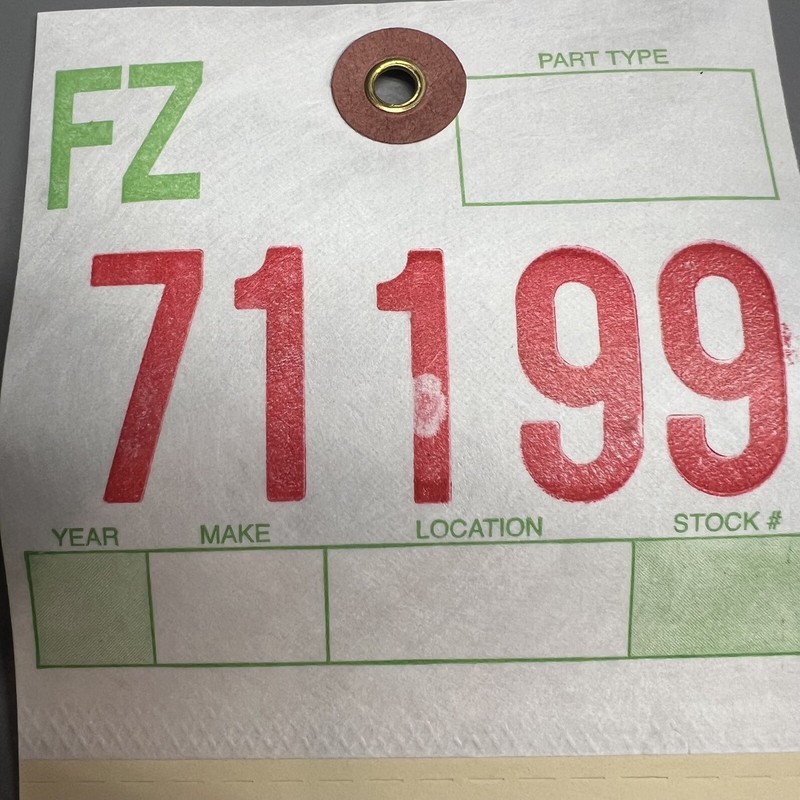 FZ
PART TYPE
71199
YEAR MAKE LOCATION STOCK #